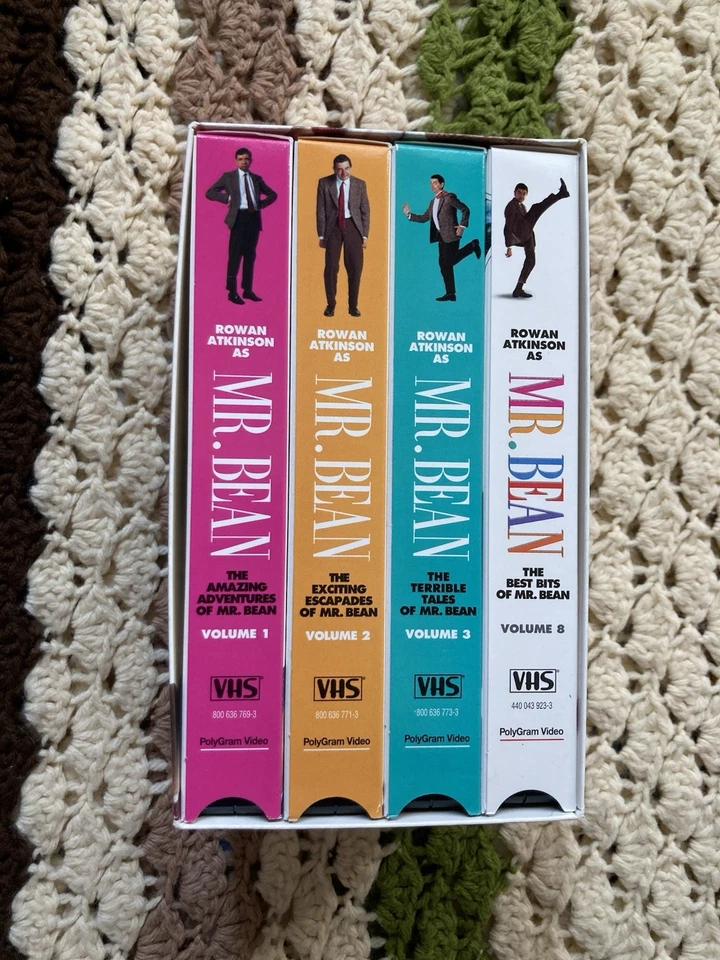 ROWAN
ATKINSON
AS
MR. BEAN
THE
AMAZING
ADVENTURES
OF MR. BEAN
VOLUME 1
VHS
800 636 769-3
PolyGram Video
ROWAN
ATKINSON
AS
MR. BEAN
THE
EXCITING
ESCAPADES
OF MR. BEAN
VOLUME 2
VHS
800 636 771-3
PolyGram Video
ROWAN
ATKINSON
AS
MR. BEAN
THE
TERRIBLE
TALES
OF MR. BEAN
VOLUME 3
VHS
800 636 773-3
PolyGram Video
ROWAN
ATKINSON
AS
MR. BEAN
THE
BEST BITS
OF MR. BEAN
VOLUME 8
VHS
440 043 923-3
PolyGram Video